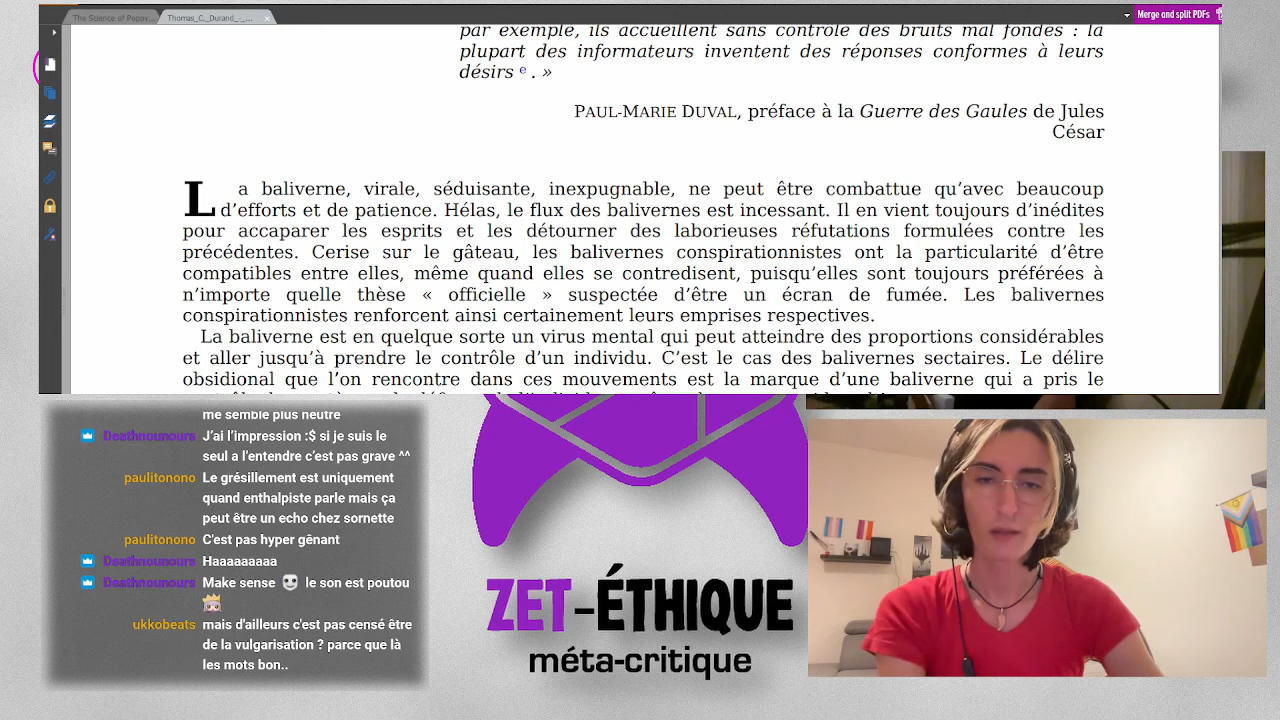 The Science of Poppy...
Thomas_C._Durand_-_...
Merge and split PDFs
par exemple, ils accueillent sans contrôle des bruits mal fondés : la
plupart des informateurs inventent des réponses conformes à leurs
désirs e . »
PAUL-MARIE DUVAL, préface à la Guerre des Gaules de Jules
César
La baliverne, virale, séduisante, inexpugnable, ne peut être combattue qu’avec beaucoup
d’efforts et de patience. Hélas, le flux des balivernes est incessant. Il en vient toujours d’inédites
pour accaparer les esprits et les détourner des laborieuses réfutations formulées contre les
précédentes. Cerise sur le gâteau, les balivernes conspirationnistes ont la particularité d’être
compatibles entre elles, même quand elles se contredisent, puisqu’elles sont toujours préférées à
n’importe quelle thèse « officielle » suspectée d’être un écran de fumée. Les balivernes
conspirationnistes renforcent ainsi certainement leurs emprises respectives.
La baliverne est en quelque sorte un virus mental qui peut atteindre des proportions considérables
et aller jusqu’à prendre le contrôle d’un individu. C’est le cas des balivernes sectaires. Le délire
obsidional que l’on rencontre dans ces mouvements est la marque d’une baliverne qui a pris le
me semble plus neutre
Deathnounours J’ai l’impression :$ si je suis le
seul a l’entendre c’est pas grave ^^
paulitonono Le grésillement est uniquement
quand enthalpiste parle mais ça
peut être un echo chez sornette
paulitonono C'est pas hyper gênant
Deathnounours Haaaaaaaa
Deathnounours Make sense le son est poutou
ukkobeats mais d'ailleurs c'est pas censé être
de la vulgarisation ? parce que là
les mots bon..
ZET-ÉTHIQUE
méta-critique